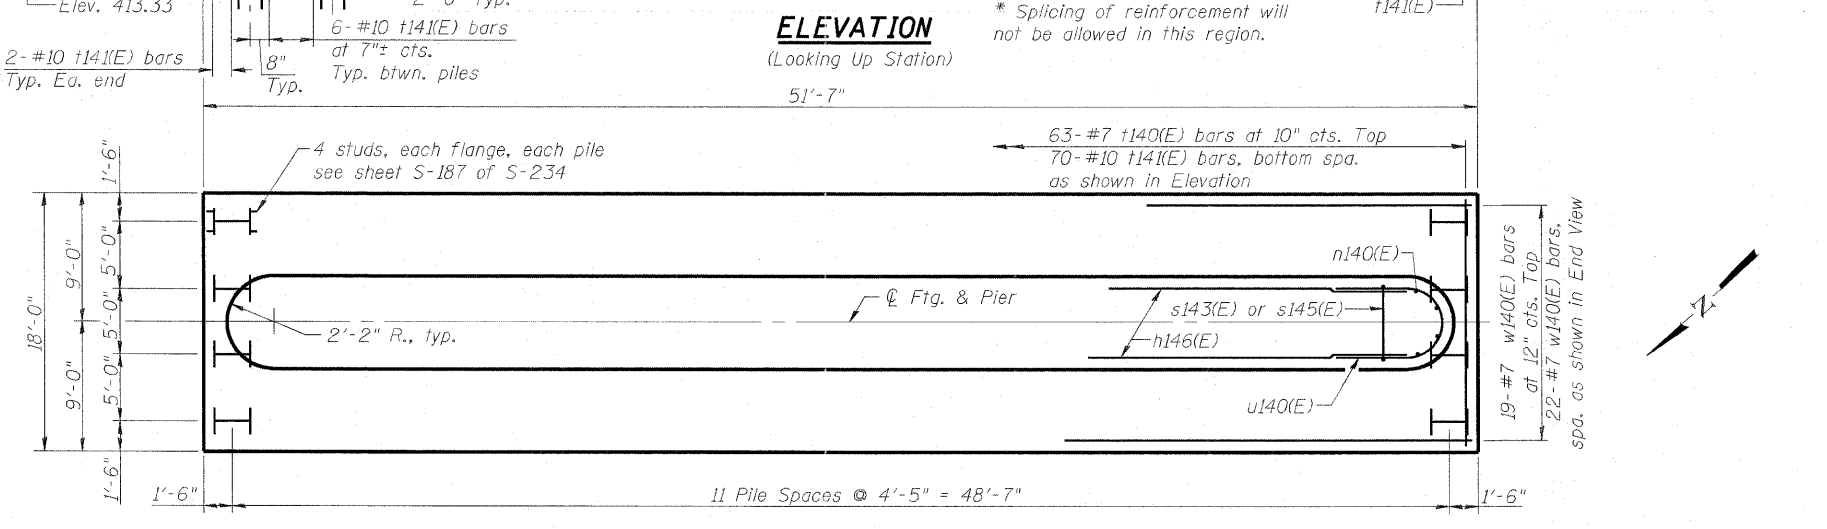 Elev. 413.33
2'-0" Typ.
6-#10 t141(E) bars
at 7"± cts.
Typ. btwn. piles
2-#10 t141(E) bars
Typ. Ea. end
8"
Typ.
ELEVATION
(Looking Up Station)
* Splicing of reinforcement will
not be allowed in this region.
t141(E)
51'-7"
63-#7 t140(E) bars at 10" cts. Top
70-#10 t141(E) bars, bottom spa.
as shown in Elevation
4 studs, each flange, each pile
see sheet S-187 of S-234
1'-6"
5'-0"
5'-0"
5'-0"
1'-6"
9'-0"
9'-0"
18'-0"
2'-2" R., typ.
℄ Ftg. & Pier
n140(E)
s143(E) or s145(E)
h146(E)
u140(E)
19-#7 w140(E) bars
at 12" cts. Top
22-#7 w140(E) bars,
spa. as shown in End View
N
1'-6"
11 Pile Spaces @ 4'-5" = 48'-7"
1'-6"